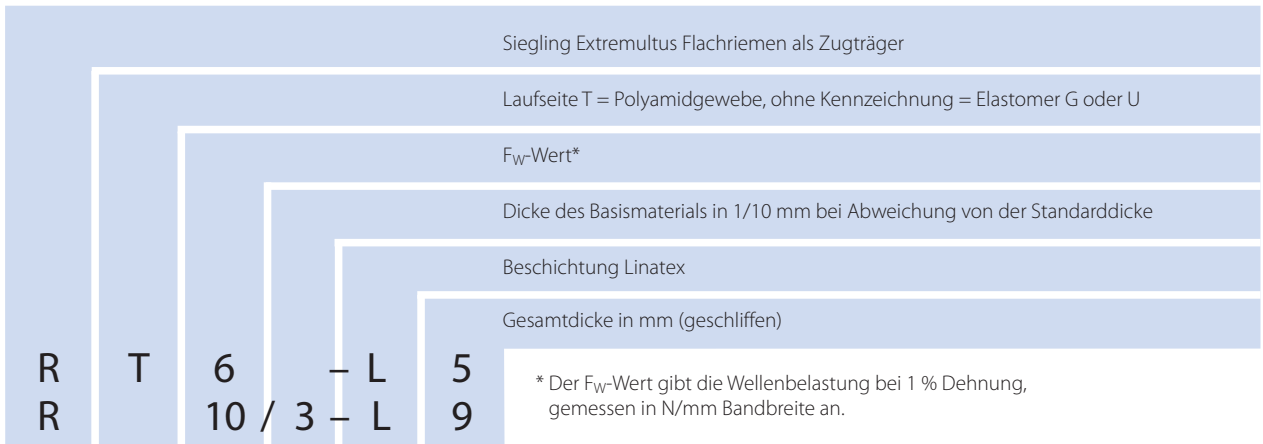 Siegling Extremultus Flachriemen als Zugträger
Laufseite T = Polyamidgewebe, ohne Kennzeichnung = Elastomer G oder U
FW-Wert*
Dicke des Basismaterials in 1/10 mm bei Abweichung von der Standarddicke
Beschichtung Linatex
Gesamtdicke in mm (geschliffen)
R T 6 – L 5
R 10 / 3 – L 9
* Der FW-Wert gibt die Wellenbelastung bei 1 % Dehnung,
gemessen in N/mm Bandbreite an.